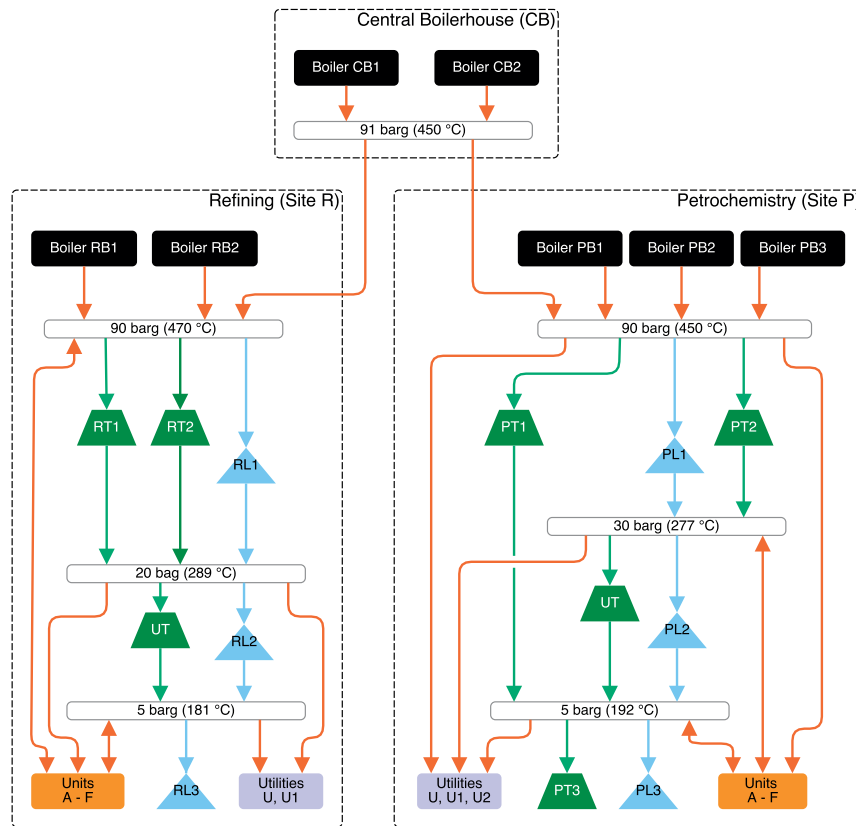 Central Boilerhouse (CB)
Boiler CB1
Boiler CB2
91 barg (450 °C)
Refining (Site R)
Boiler RB1
Boiler RB2
90 barg (470 °C)
RT1
RT2
RL1
20 bag (289 °C)
UT
RL2
5 barg (181 °C)
Units
A - F
RL3
Utilities
U, U1
Petrochemistry (Site P)
Boiler PB1
Boiler PB2
Boiler PB3
90 barg (450 °C)
PT1
PL1
PT2
30 barg (277 °C)
UT
PL2
5 barg (192 °C)
Utilities
U, U1, U2
PT3
PL3
Units
A - F